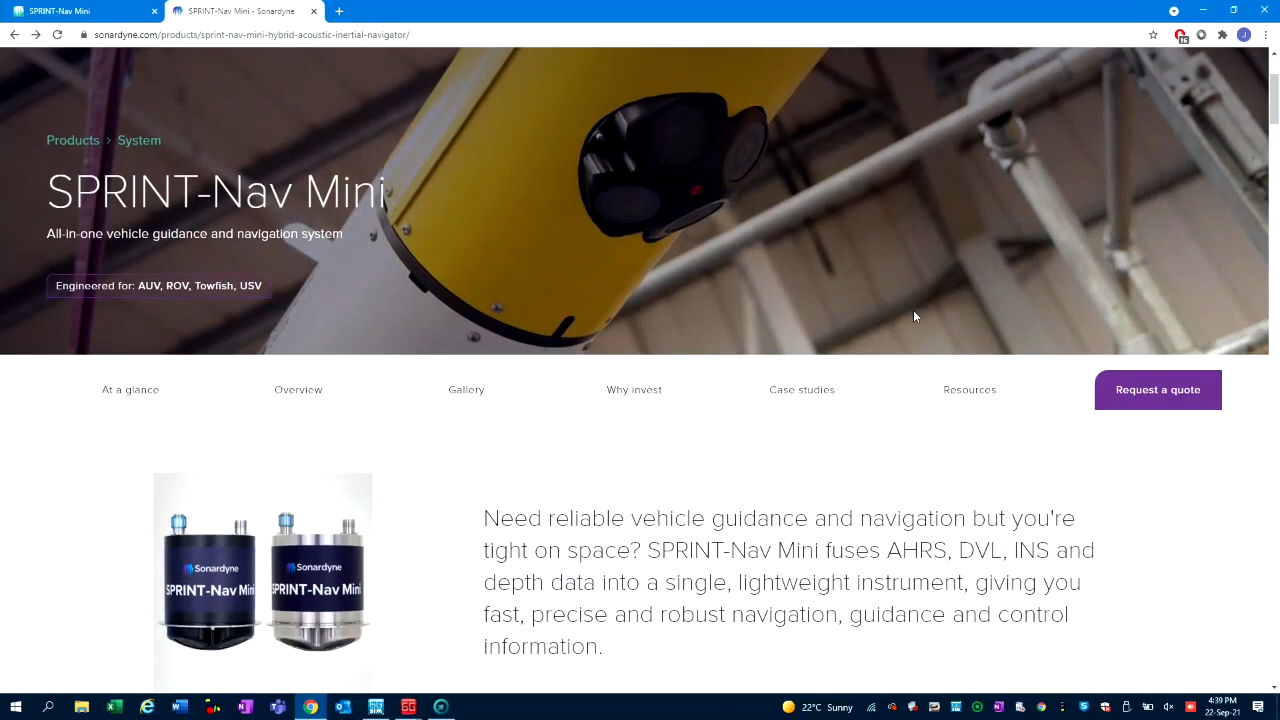 SPRINT-Nav Mini
SPRINT-Nav Mini - Sonardyne
sonardyne.com/products/sprint-nav-mini-hybrid-acoustic-inertial-navigator/
16
J
Products > System
SPRINT-Nav Mini
All-in-one vehicle guidance and navigation system
Engineered for: AUV, ROV, Towfish, USV
At a glance
Overview
Gallery
Why invest
Case studies
Resources
Request a quote
Sonardyne
SPRINT-Nav Mini
Sonardyne
SPRINT-Nav Mini
Need reliable vehicle guidance and navigation but you're
tight on space? SPRINT-Nav Mini fuses AHRS, DVL, INS and
depth data into a single, lightweight instrument, giving you
fast, precise and robust navigation, guidance and control
information.
22°C Sunny
4:39 PM
22-Sep-21